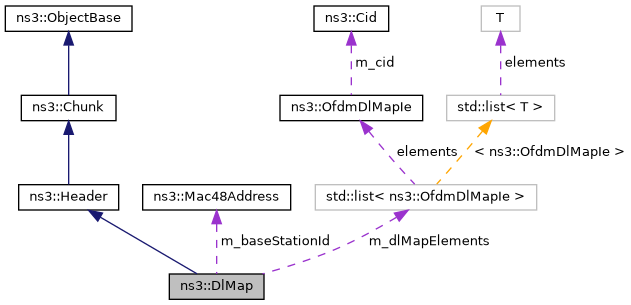 ns3::ObjectBase
ns3::Cid
T
m_cid
elements
ns3::Chunk
ns3::OfdmDlMapIe
std::list< T >
elements
< ns3::OfdmDlMapIe >
ns3::Header
ns3::Mac48Address
std::list< ns3::OfdmDlMapIe >
m_baseStationId
m_dlMapElements
ns3::DlMap